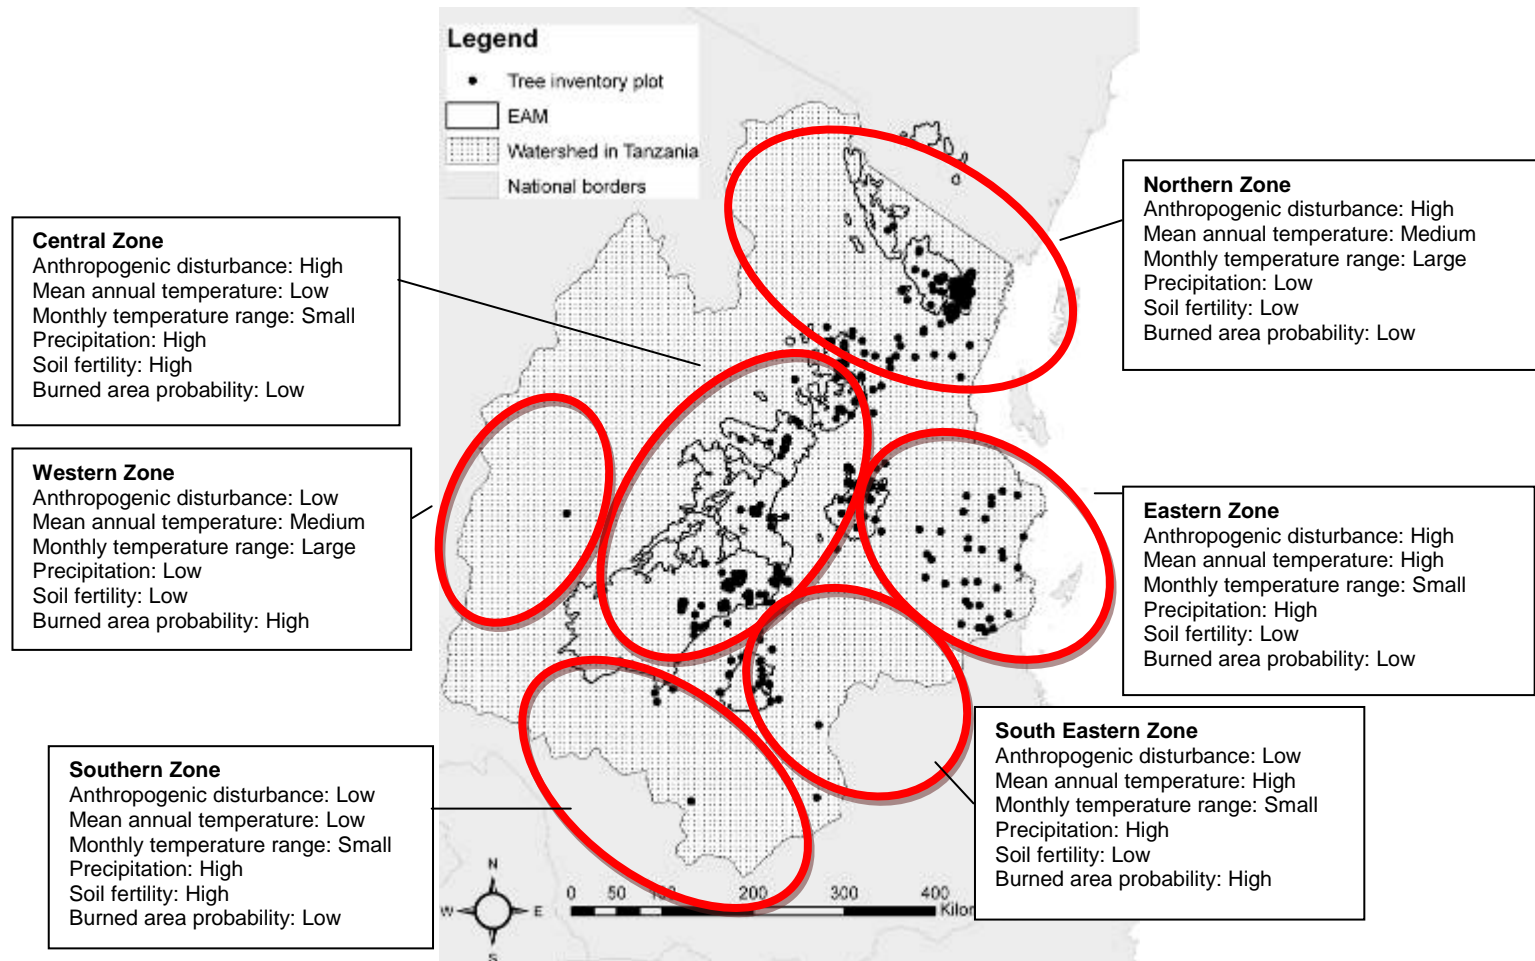 Legend
Tree inventory plot
EAM
Watershed in Tanzania
National borders
Northern Zone
Anthropogenic disturbance: High
Mean annual temperature: Medium
Monthly temperature range: Large
Precipitation: Low
Soil fertility: Low
Burned area probability: Low
Central Zone
Anthropogenic disturbance: High
Mean annual temperature: Low
Monthly temperature range: Small
Precipitation: High
Soil fertility: High
Burned area probability: Low
Western Zone
Anthropogenic disturbance: Low
Mean annual temperature: Medium
Monthly temperature range: Large
Precipitation: Low
Soil fertility: Low
Burned area probability: High
Eastern Zone
Anthropogenic disturbance: High
Mean annual temperature: High
Monthly temperature range: Small
Precipitation: High
Soil fertility: Low
Burned area probability: Low
South Eastern Zone
Anthropogenic disturbance: Low
Mean annual temperature: High
Monthly temperature range: Small
Precipitation: High
Soil fertility: Low
Burned area probability: High
Southern Zone
Anthropogenic disturbance: Low
Mean annual temperature: Low
Monthly temperature range: Small
Precipitation: High
Soil fertility: High
Burned area probability: Low
N
W E
S
0 50 100 200 300 400